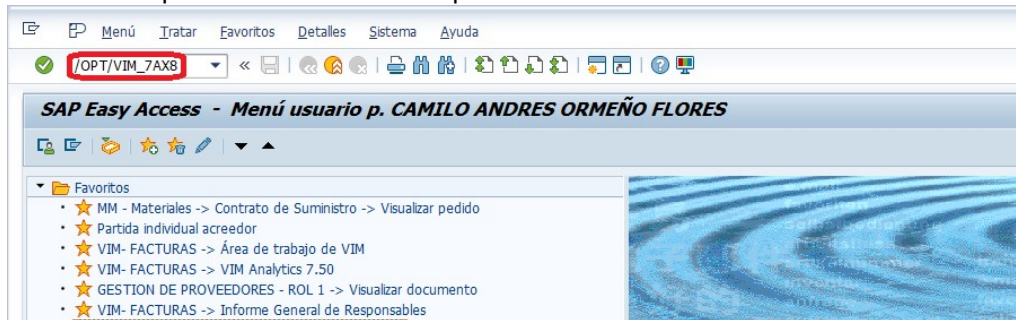 Menú Tratar Favoritos Detalles Sistema Ayuda
/OPT/VIM_7AX8
SAP Easy Access - Menú usuario p. CAMILO ANDRES ORMEÑO FLORES
Favoritos
MM - Materiales -> Contrato de Suministro -> Visualizar pedido
Partida individual acreedor
VIM- FACTURAS -> Área de trabajo de VIM
VIM- FACTURAS -> VIM Analytics 7.50
GESTION DE PROVEEDORES - ROL 1 -> Visualizar documento
VIM- FACTURAS -> Informe General de Responsables